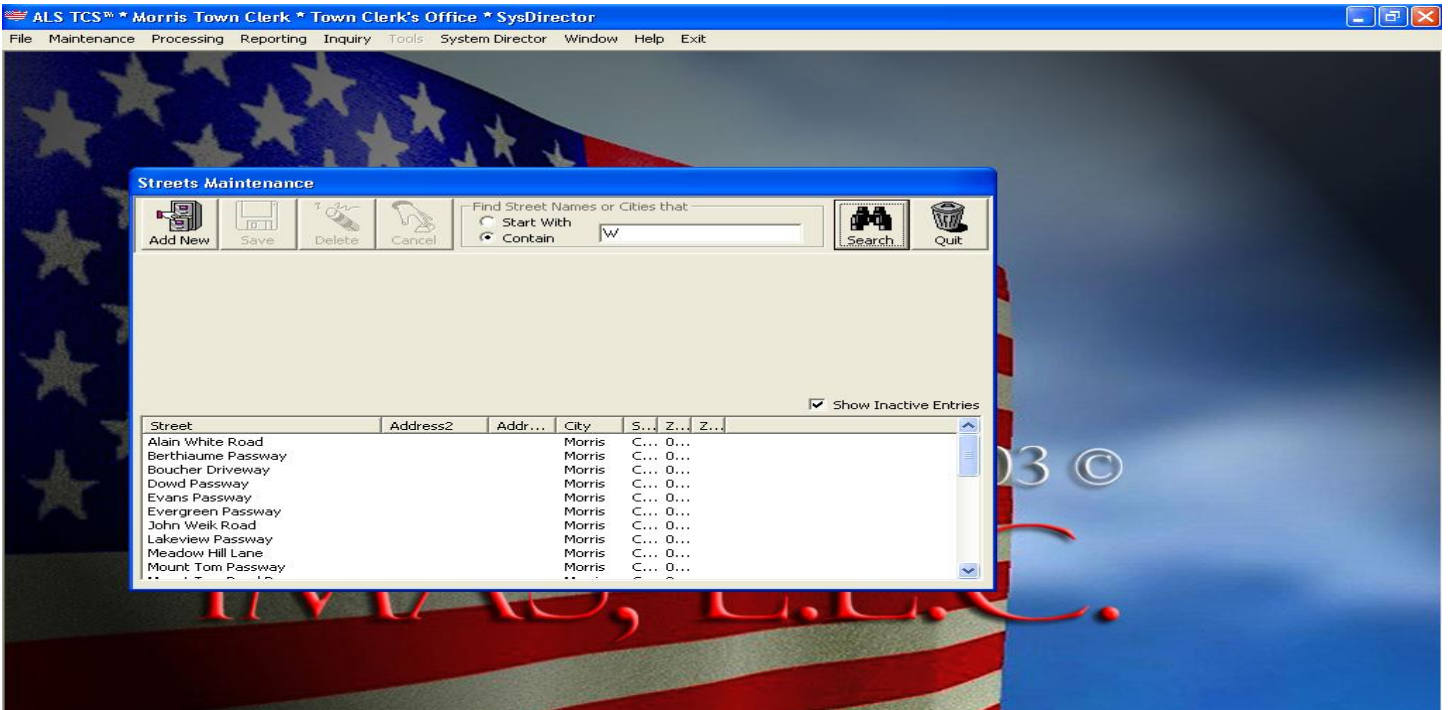 ALS TCS™ * Morris Town Clerk * Town Clerk's Office * SysDirector
File Maintenance Processing Reporting Inquiry Tools System Director Window Help Exit
Streets Maintenance
Add New Save Delete Cancel
Find Street Names or Cities that
Start With
Contain
W
Search Quit
Show Inactive Entries
Street Address2 Addr... City S... Z... Z...
Alain White Road Morris C... 0...
Berthiaume Passway Morris C... 0...
Boucher Driveway Morris C... 0...
Dowd Passway Morris C... 0...
Evans Passway Morris C... 0...
Evergreen Passway Morris C... 0...
John Weik Road Morris C... 0...
Lakeview Passway Morris C... 0...
Meadow Hill Lane Morris C... 0...
Mount Tom Passway Morris C... 0...
03 ©
L.L.C.